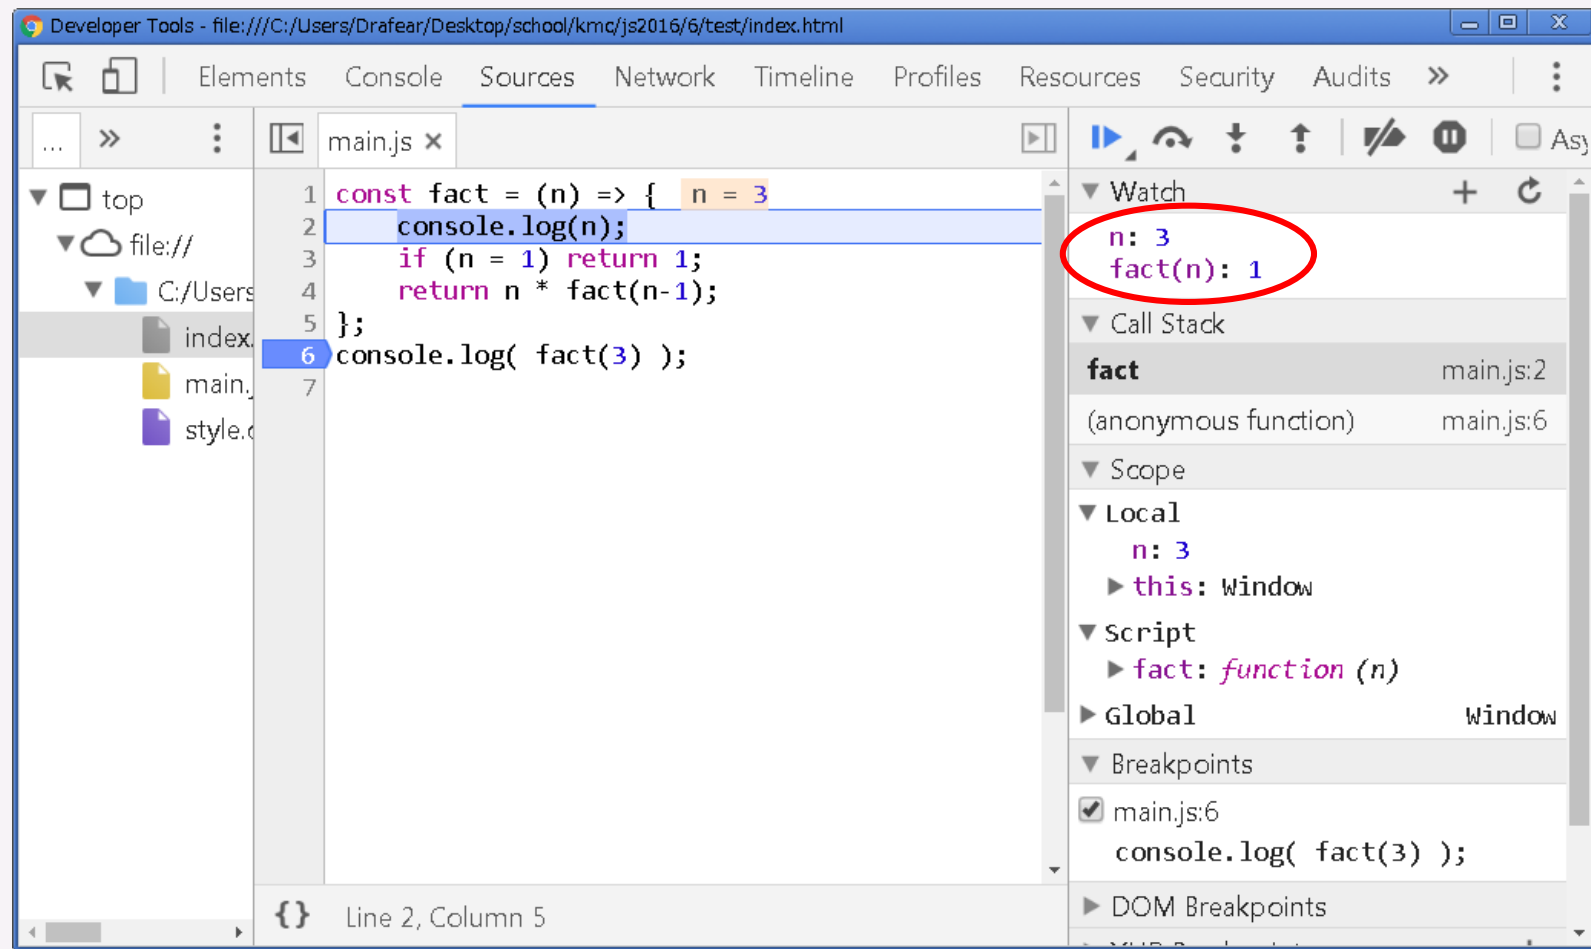 Developer Tools - file:///C:/Users/Drafear/Desktop/school/kmc/js2016/6/test/index.html
Elements Console Sources Network Timeline Profiles Resources Security Audits »
... »
main.js ×
Asy
top
file://
C:/Users
index.
main.j
style.c
1 const fact = (n) => { n = 3
2 console.log(n);
3 if (n = 1) return 1;
4 return n * fact(n-1);
5 };
6 console.log( fact(3) );
7
{} Line 2, Column 5
Watch
n: 3
fact(n): 1
Call Stack
fact main.js:2
(anonymous function) main.js:6
Scope
Local
n: 3
this: Window
Script
fact: function (n)
Global Window
Breakpoints
main.js:6
console.log( fact(3) );
DOM Breakpoints